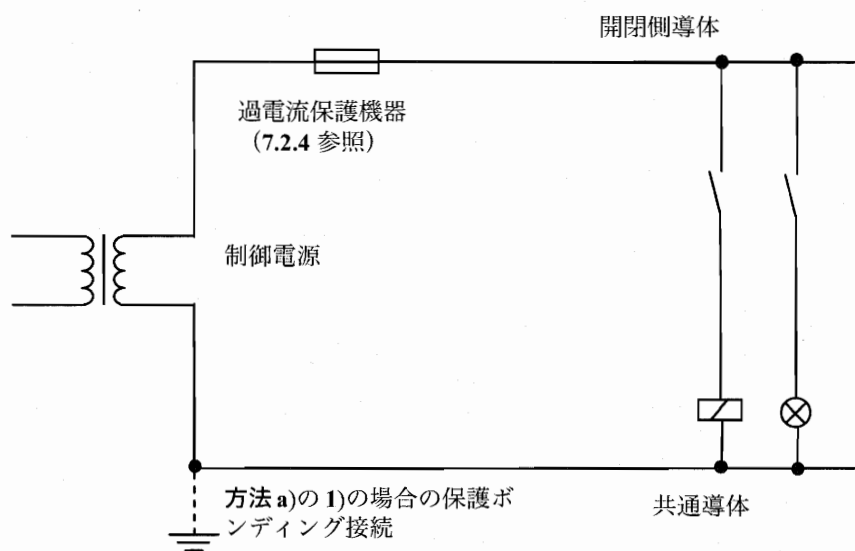 開閉側導体
過電流保護機器
(7.2.4 参照)
制御電源
方法 a)の 1)の場合の保護ボ
ンディング接続
共通導体